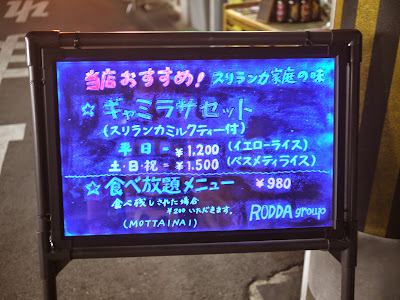 当店おすすめ! スリランカ家庭の味
☆ギャミラサセット
(スリランカミルクティー付)
平日 - ¥1,200 (イエローライス)
土・日・祝 - ¥1,500 (バスメティライス)
☆食べ放題メニュー ¥980
食べ残しされた場合
¥200 いただきます。
(MOTTAINAI)
RODDA group